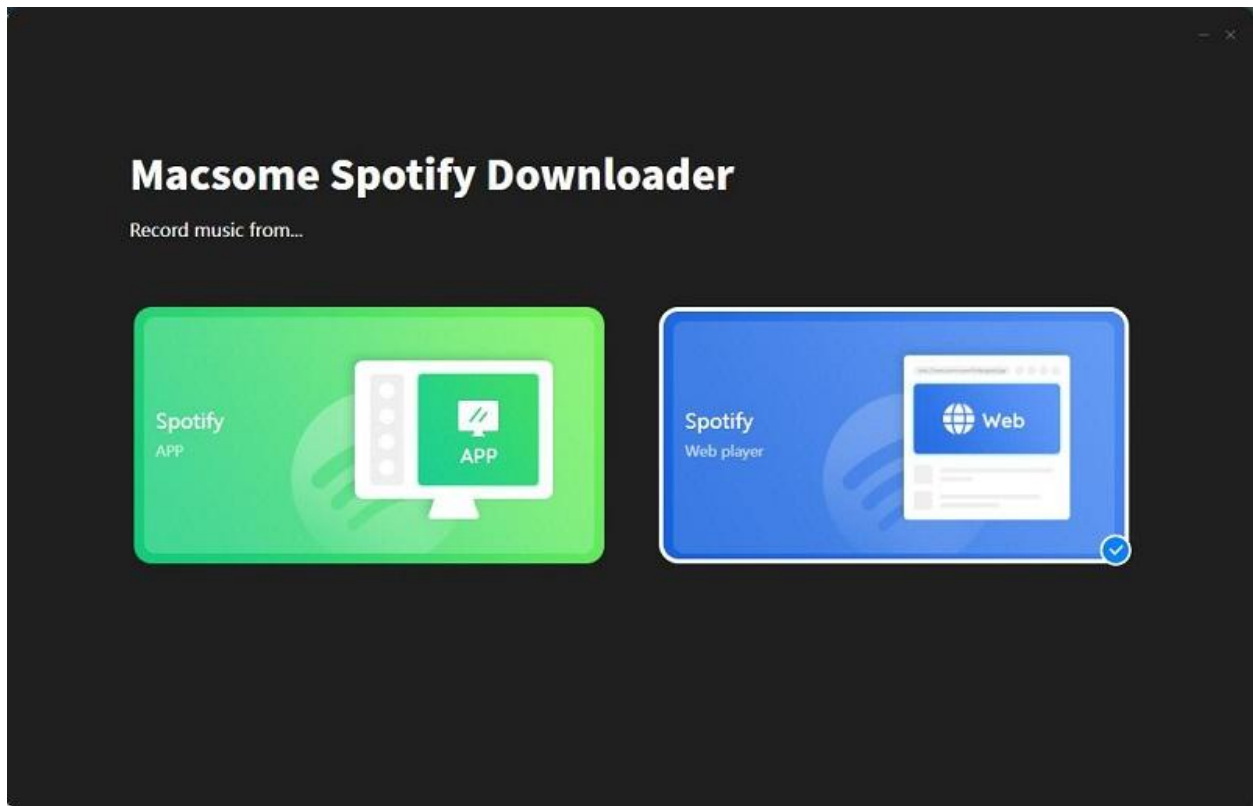 Macsome Spotify Downloader
Record music from...
Spotify
APP
APP
Spotify
Web player
Web